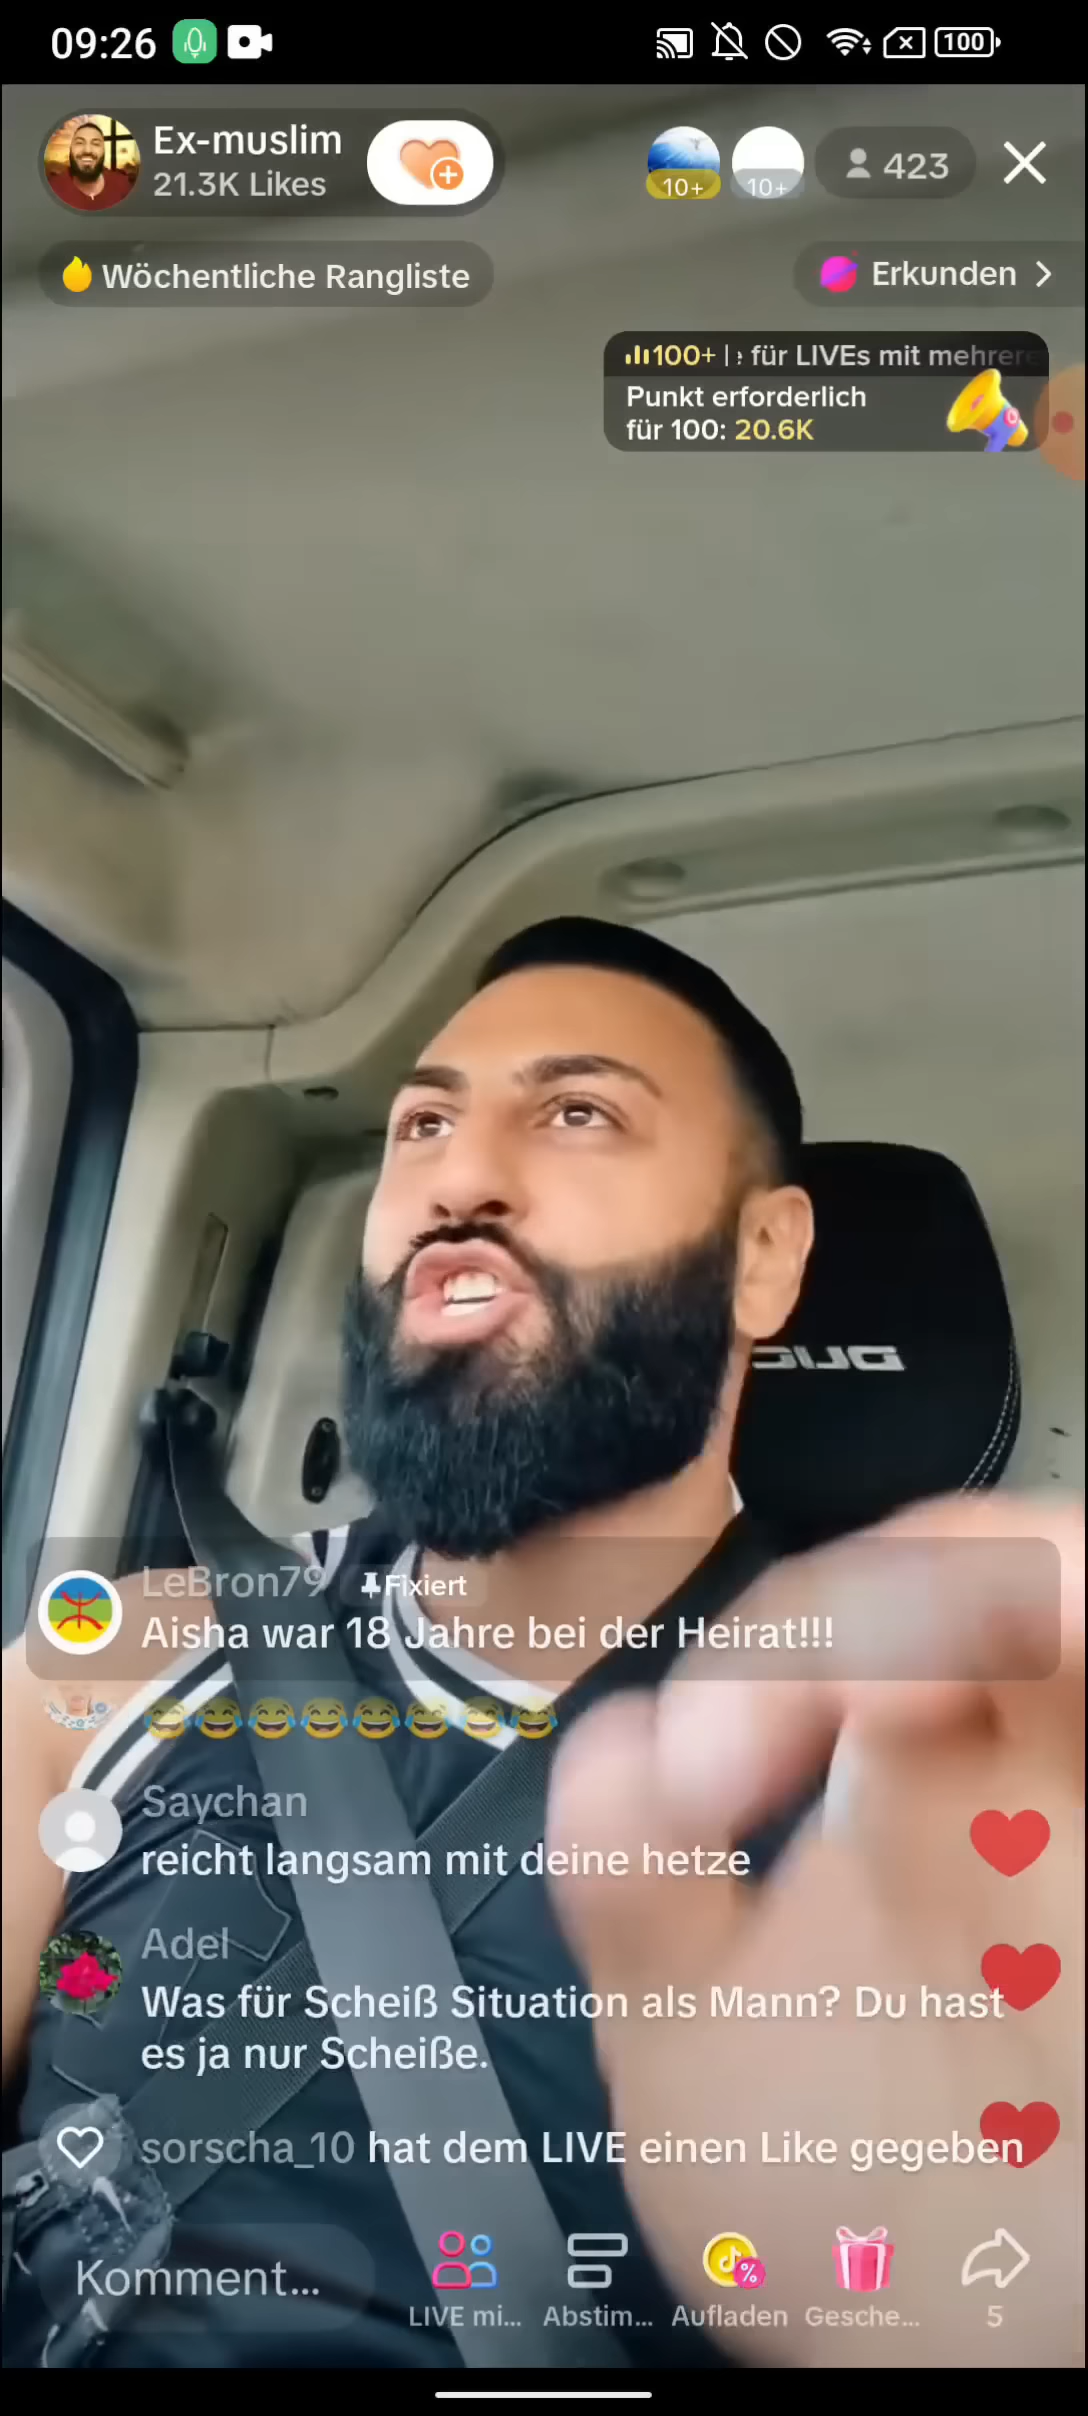 09:26
100
Ex-muslim
21.3K Likes
10+
10+
423
Wöchentliche Rangliste
Erkunden
100+ | e für LIVEs mit mehrere
Punkt erforderlich
für 100: 20.6K
LeBron79 Fixiert
Aisha war 18 Jahre bei der Heirat!!!
😂😂😂😂😂😂😂😂
Saychan
reicht langsam mit deine hetze
Adel
Was für Scheiß Situation als Mann? Du hast
es ja nur Scheiße.
sorscha_10 hat dem LIVE einen Like gegeben
Komment...
LIVE mi...
Abstim...
Aufladen
Gesche...
5